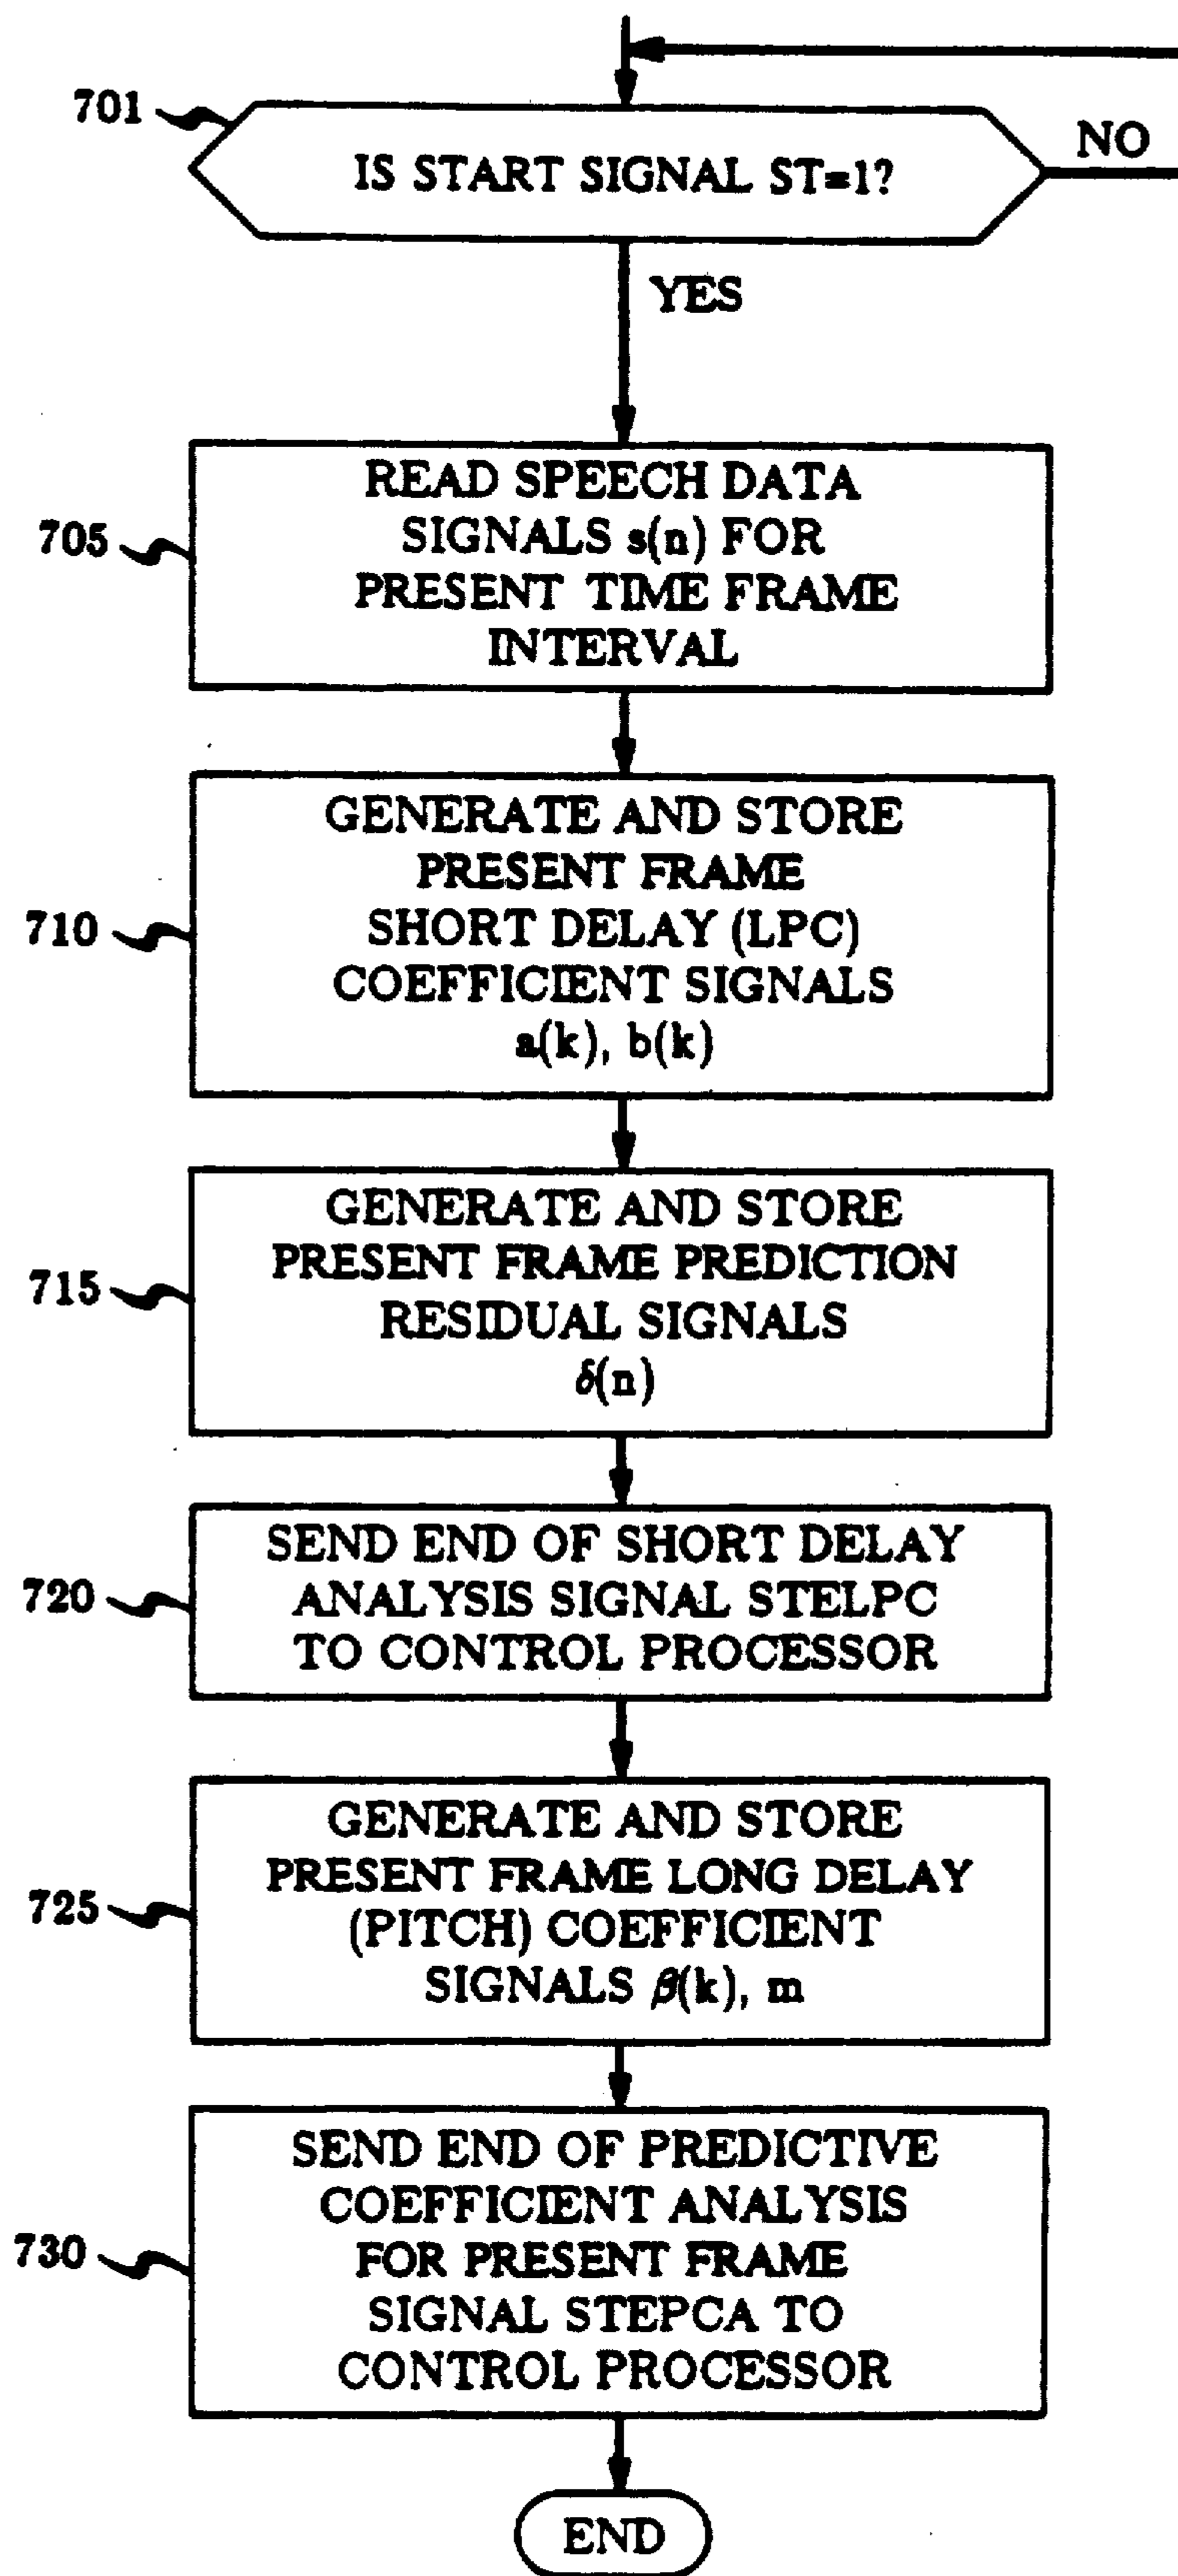 701
IS START SIGNAL ST=1?
NO
YES
705
READ SPEECH DATA
SIGNALS s(n) FOR
PRESENT TIME FRAME
INTERVAL
710
GENERATE AND STORE
PRESENT FRAME
SHORT DELAY (LPC)
COEFFICIENT SIGNALS
a(k), b(k)
715
GENERATE AND STORE
PRESENT FRAME PREDICTION
RESIDUAL SIGNALS
δ(n)
720
SEND END OF SHORT DELAY
ANALYSIS SIGNAL STELPC
TO CONTROL PROCESSOR
725
GENERATE AND STORE
PRESENT FRAME LONG DELAY
(PITCH) COEFFICIENT
SIGNALS β(k), m
730
SEND END OF PREDICTIVE
COEFFICIENT ANALYSIS
FOR PRESENT FRAME
SIGNAL STEPCA TO
CONTROL PROCESSOR
END